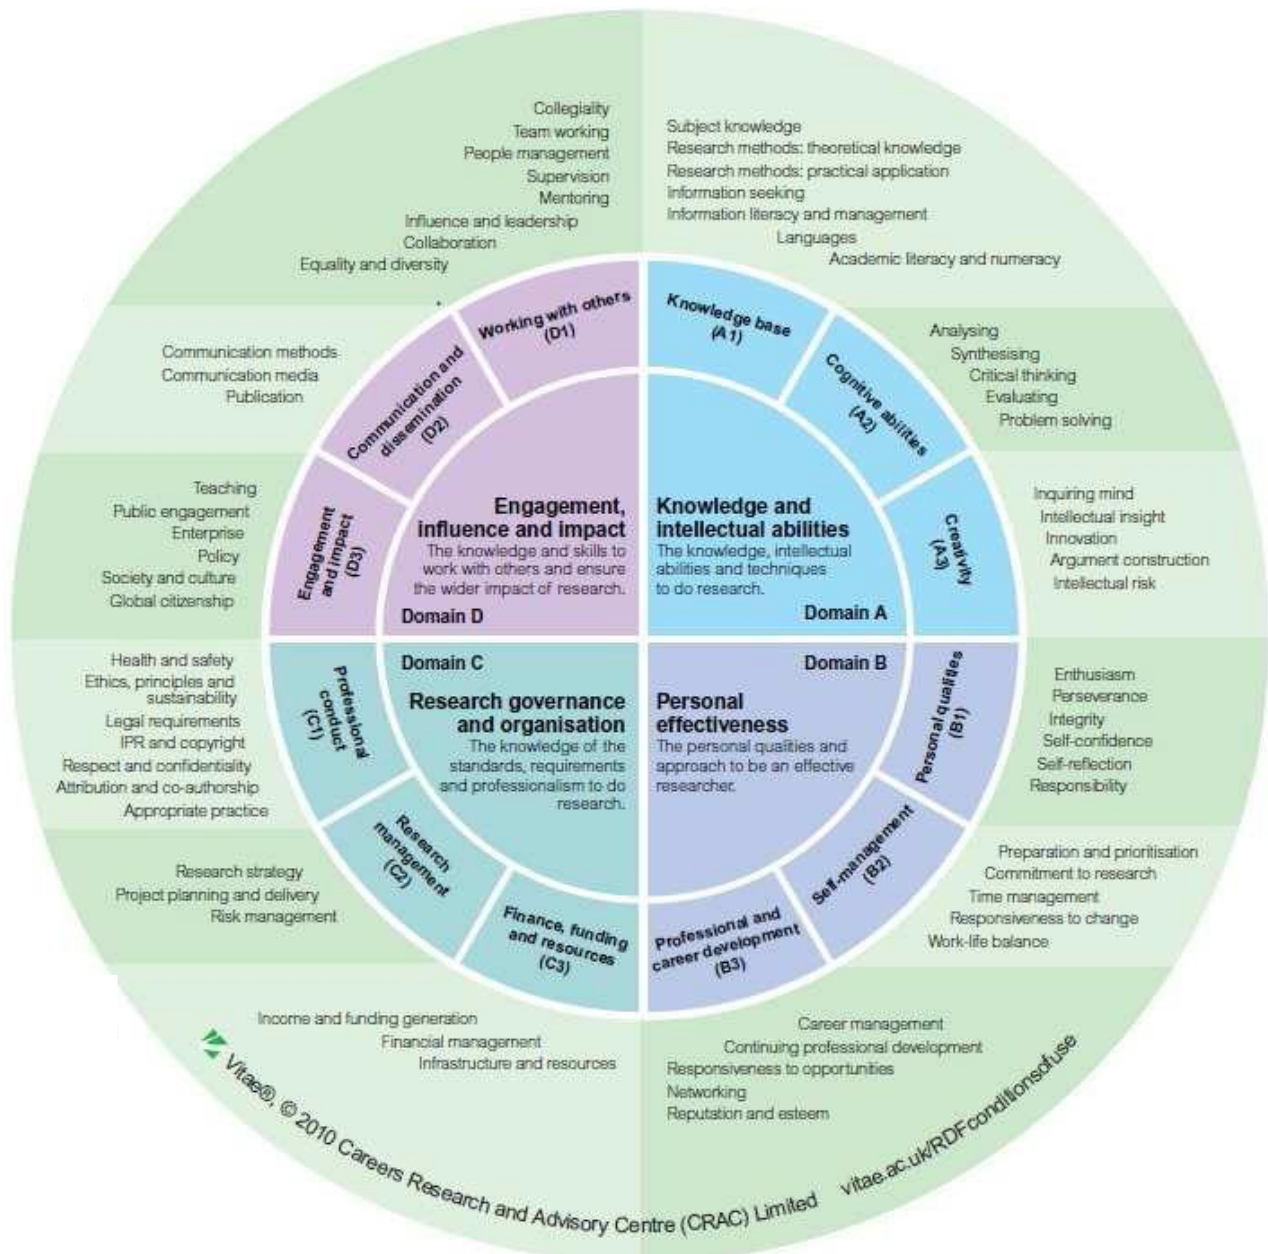 Collegiality
Team working
People management
Supervision
Mentoring
Influence and leadership
Collaboration
Equality and diversity
Subject knowledge
Research methods: theoretical knowledge
Research methods: practical application
Information seeking
Information literacy and management
Languages
Academic literacy and numeracy
Working with others
(D1)
Knowledge base
(A1)
Communication methods
Communication media
Publication
Communication and
dissemination
(D2)
Cognitive abilities
(A2)
Analysing
Synthesising
Critical thinking
Evaluating
Problem solving
Teaching
Public engagement
Enterprise
Policy
Society and culture
Global citizenship
Engagement
and impact
(D3)
Engagement,
influence and impact
The knowledge and skills to
work with others and ensure
the wider impact of research.
Domain D
Knowledge and
intellectual abilities
The knowledge, intellectual
abilities and techniques
to do research.
Domain A
Creativity
(A3)
Inquiring mind
Intellectual insight
Innovation
Argument construction
Intellectual risk
Health and safety
Ethics, principles and
sustainability
Legal requirements
IPR and copyright
Respect and confidentiality
Attribution and co-authorship
Appropriate practice
Professional
conduct
(C1)
Domain C
Research governance
and organisation
The knowledge of the
standards, requirements
and professionalism to do
research.
Domain B
Personal
effectiveness
The personal qualities and
approach to be an effective
researcher.
Personal qualities
(B1)
Enthusiasm
Perseverance
Integrity
Self-confidence
Self-reflection
Responsibility
Research strategy
Project planning and delivery
Risk management
Research
management
(C2)
Self-management
(B2)
Preparation and prioritisation
Commitment to research
Time management
Responsiveness to change
Work-life balance
Finance, funding
and resources
(C3)
Professional and
career development
(B3)
Income and funding generation
Financial management
Infrastructure and resources
Career management
Continuing professional development
Responsiveness to opportunities
Networking
Reputation and esteem
Vitae®, © 2010 Careers Research and Advisory Centre (CRAC) Limited vitae.ac.uk/RDFconditionsofuse